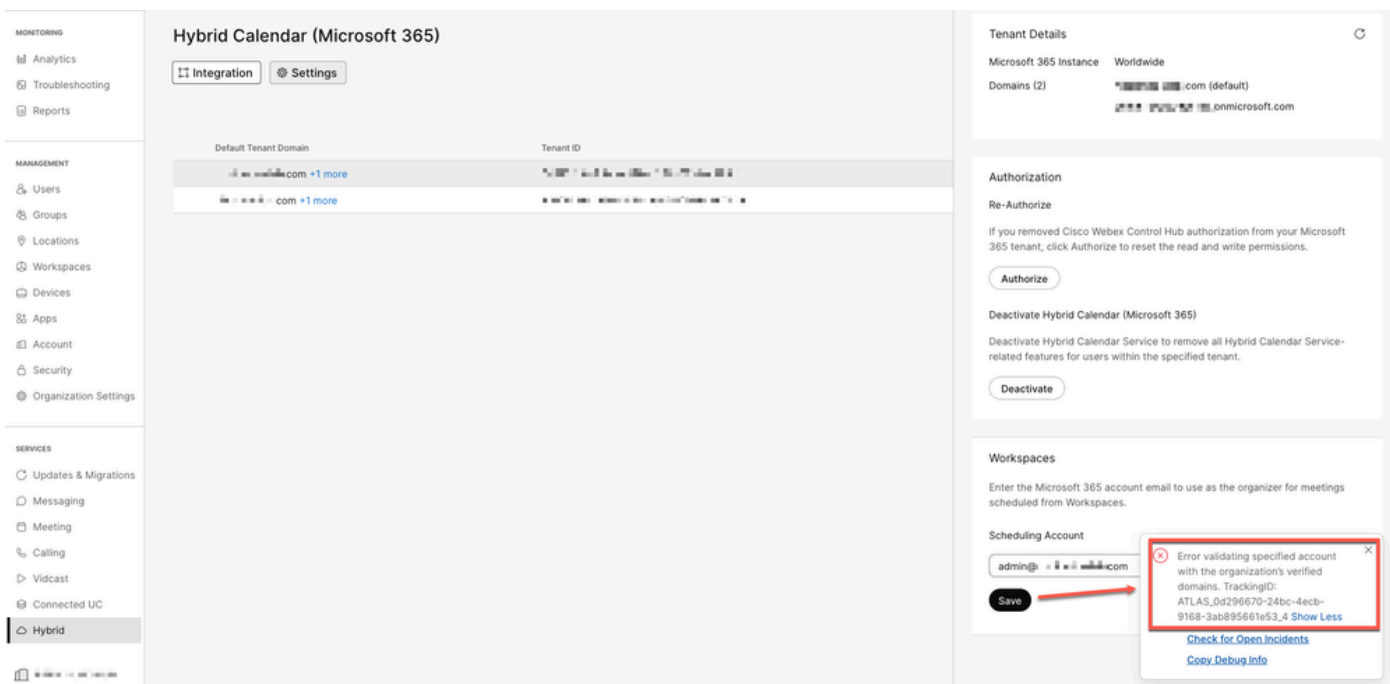 MONITORING
Analytics
Troubleshooting
Reports
MANAGEMENT
Users
Groups
Locations
Workspaces
Devices
Apps
Account
Security
Organization Settings
SERVICES
Updates & Migrations
Messaging
Meeting
Calling
Vidcast
Connected UC
Hybrid
Hybrid Calendar (Microsoft 365)
Integration
Settings
Default Tenant Domain
Tenant ID
com +1 more
com +1 more
Tenant Details
Microsoft 365 Instance
Worldwide
Domains (2)
.com (default)
.onmicrosoft.com
Authorization
Re-Authorize
If you removed Cisco Webex Control Hub authorization from your Microsoft
365 tenant, click Authorize to reset the read and write permissions.
Authorize
Deactivate Hybrid Calendar (Microsoft 365)
Deactivate Hybrid Calendar Service to remove all Hybrid Calendar Service-
related features for users within the specified tenant.
Deactivate
Workspaces
Enter the Microsoft 365 account email to use as the organizer for meetings
scheduled from Workspaces.
Scheduling Account
admin@ com
Save
Error validating specified account
with the organization's verified
domains. TrackingID:
ATLAS_0d296670-24bc-4ecb-
9168-3ab895661e53_4 Show Less
Check for Open Incidents
Copy Debug Info